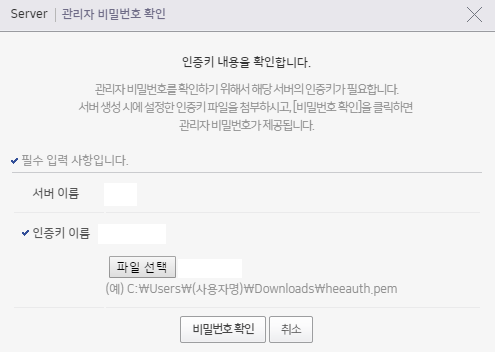 Server | 관리자 비밀번호 확인
인증키 내용을 확인합니다.
관리자 비밀번호를 확인하기 위해서 해당 서버의 인증키가 필요합니다.
서버 생성 시에 설정한 인증키 파일을 첨부하시고, [비밀번호 확인]을 클릭하면
관리자 비밀번호가 제공됩니다.
필수 입력 사항입니다.
서버 이름
인증키 이름
파일 선택
(예) C:₩Users₩(사용자명)₩Downloads₩heeauth.pem
비밀번호 확인 취소